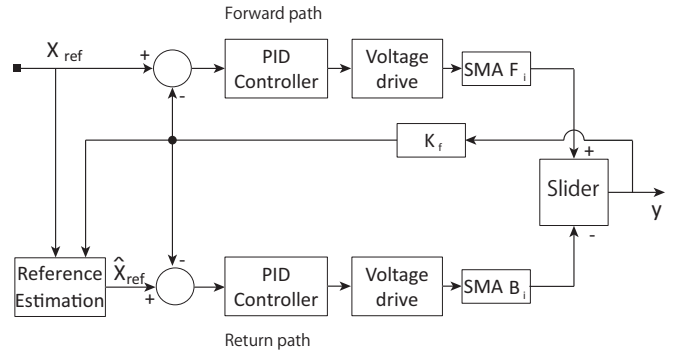 Forward path
X ref
+
-
PID
Controller
Voltage
drive
SMA F i
K f
+
Slider
y
-
Reference
Estimation
X̂ref
+
-
PID
Controller
Voltage
drive
SMA B i
Return path